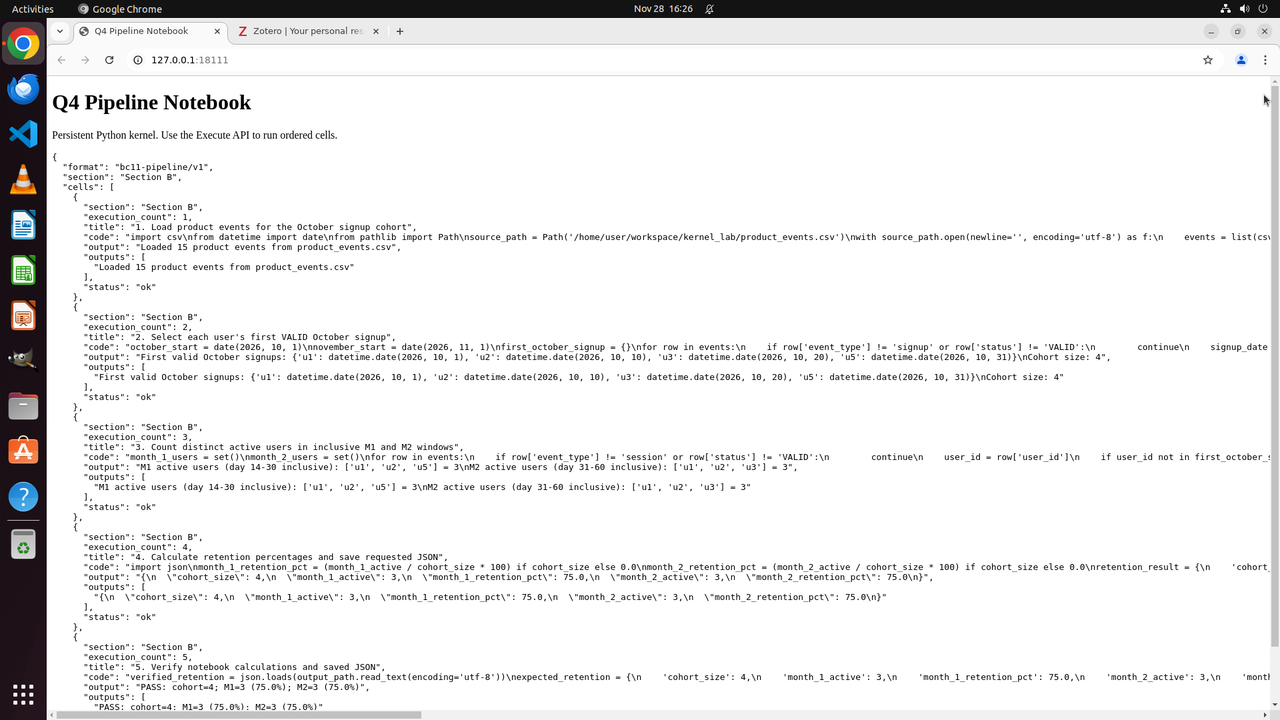 Activities
Google Chrome
Nov 28 16:26
Q4 Pipeline Notebook
Zotero | Your personal res
127.0.0.1:18111
Q4 Pipeline Notebook
Persistent Python kernel. Use the Execute API to run ordered cells.
{
"format": "bc11-pipeline/v1",
"section": "Section B",
"cells": [
{
"section": "Section B",
"execution_count": 1,
"title": "1. Load product events for the October signup cohort",
"code": "import csv\nfrom datetime import date\nfrom pathlib import Path\nsource_path = Path('/home/user/workspace/kernel_lab/product_events.csv')\nwith source_path.open(newline='', encoding='utf-8') as f:\n    events = list(csv
"output": "Loaded 15 product events from product_events.csv",
"outputs": [
"Loaded 15 product events from product_events.csv"
],
"status": "ok"
},
{
"section": "Section B",
"execution_count": 2,
"title": "2. Select each user's first VALID October signup",
"code": "october_start = date(2026, 10, 1)\nnovember_start = date(2026, 11, 1)\nfirst_october_signup = {}\nfor row in events:\n    if row['event_type'] != 'signup' or row['status'] != 'VALID':\n        continue\n    signup_date
"output": "First valid October signups: {'u1': datetime.date(2026, 10, 1), 'u2': datetime.date(2026, 10, 10), 'u3': datetime.date(2026, 10, 20), 'u5': datetime.date(2026, 10, 31)}\nCohort size: 4",
"outputs": [
"First valid October signups: {'u1': datetime.date(2026, 10, 1), 'u2': datetime.date(2026, 10, 10), 'u3': datetime.date(2026, 10, 20), 'u5': datetime.date(2026, 10, 31)}\nCohort size: 4"
],
"status": "ok"
},
{
"section": "Section B",
"execution_count": 3,
"title": "3. Count distinct active users in inclusive M1 and M2 windows",
"code": "month_1_users = set()\nmonth_2_users = set()\nfor row in events:\n    if row['event_type'] != 'session' or row['status'] != 'VALID':\n        continue\n    user_id = row['user_id']\n    if user_id not in first_october_s
"output": "M1 active users (day 14-30 inclusive): ['u1', 'u2', 'u5'] = 3\nM2 active users (day 31-60 inclusive): ['u1', 'u2', 'u3'] = 3",
"outputs": [
"M1 active users (day 14-30 inclusive): ['u1', 'u2', 'u5'] = 3\nM2 active users (day 31-60 inclusive): ['u1', 'u2', 'u3'] = 3"
],
"status": "ok"
},
{
"section": "Section B",
"execution_count": 4,
"title": "4. Calculate retention percentages and save requested JSON",
"code": "import json\nmonth_1_retention_pct = (month_1_active / cohort_size * 100) if cohort_size else 0.0\nmonth_2_retention_pct = (month_2_active / cohort_size * 100) if cohort_size else 0.0\nretention_result = {\n    'cohort_
"output": "{\n  \"cohort_size\": 4,\n  \"month_1_active\": 3,\n  \"month_1_retention_pct\": 75.0,\n  \"month_2_active\": 3,\n  \"month_2_retention_pct\": 75.0\n}",
"outputs": [
"{\n  \"cohort_size\": 4,\n  \"month_1_active\": 3,\n  \"month_1_retention_pct\": 75.0,\n  \"month_2_active\": 3,\n  \"month_2_retention_pct\": 75.0\n}"
],
"status": "ok"
},
{
"section": "Section B",
"execution_count": 5,
"title": "5. Verify notebook calculations and saved JSON",
"code": "verified_retention = json.loads(output_path.read_text(encoding='utf-8'))\nexpected_retention = {\n    'cohort_size': 4,\n    'month_1_active': 3,\n    'month_1_retention_pct': 75.0,\n    'month_2_active': 3,\n    'month
"output": "PASS: cohort=4; M1=3 (75.0%); M2=3 (75.0%)",
"outputs": [
"PASS: cohort=4; M1=3 (75.0%); M2=3 (75.0%)"